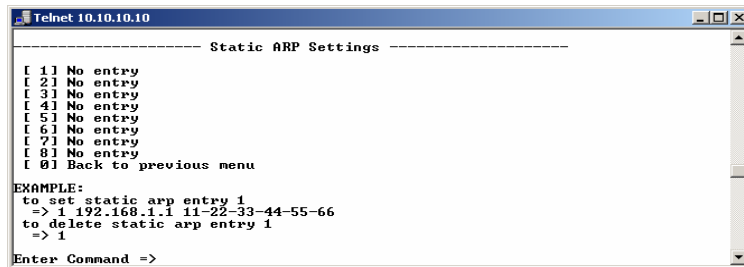 Telnet 10.10.10.10
--------------------- Static ARP Settings --------------------
[ 1] No entry
[ 2] No entry
[ 3] No entry
[ 4] No entry
[ 5] No entry
[ 6] No entry
[ 7] No entry
[ 8] No entry
[ 0] Back to previous menu
EXAMPLE:
to set static arp entry 1
=> 1 192.168.1.1 11-22-33-44-55-66
to delete static arp entry 1
=> 1
Enter Command =>